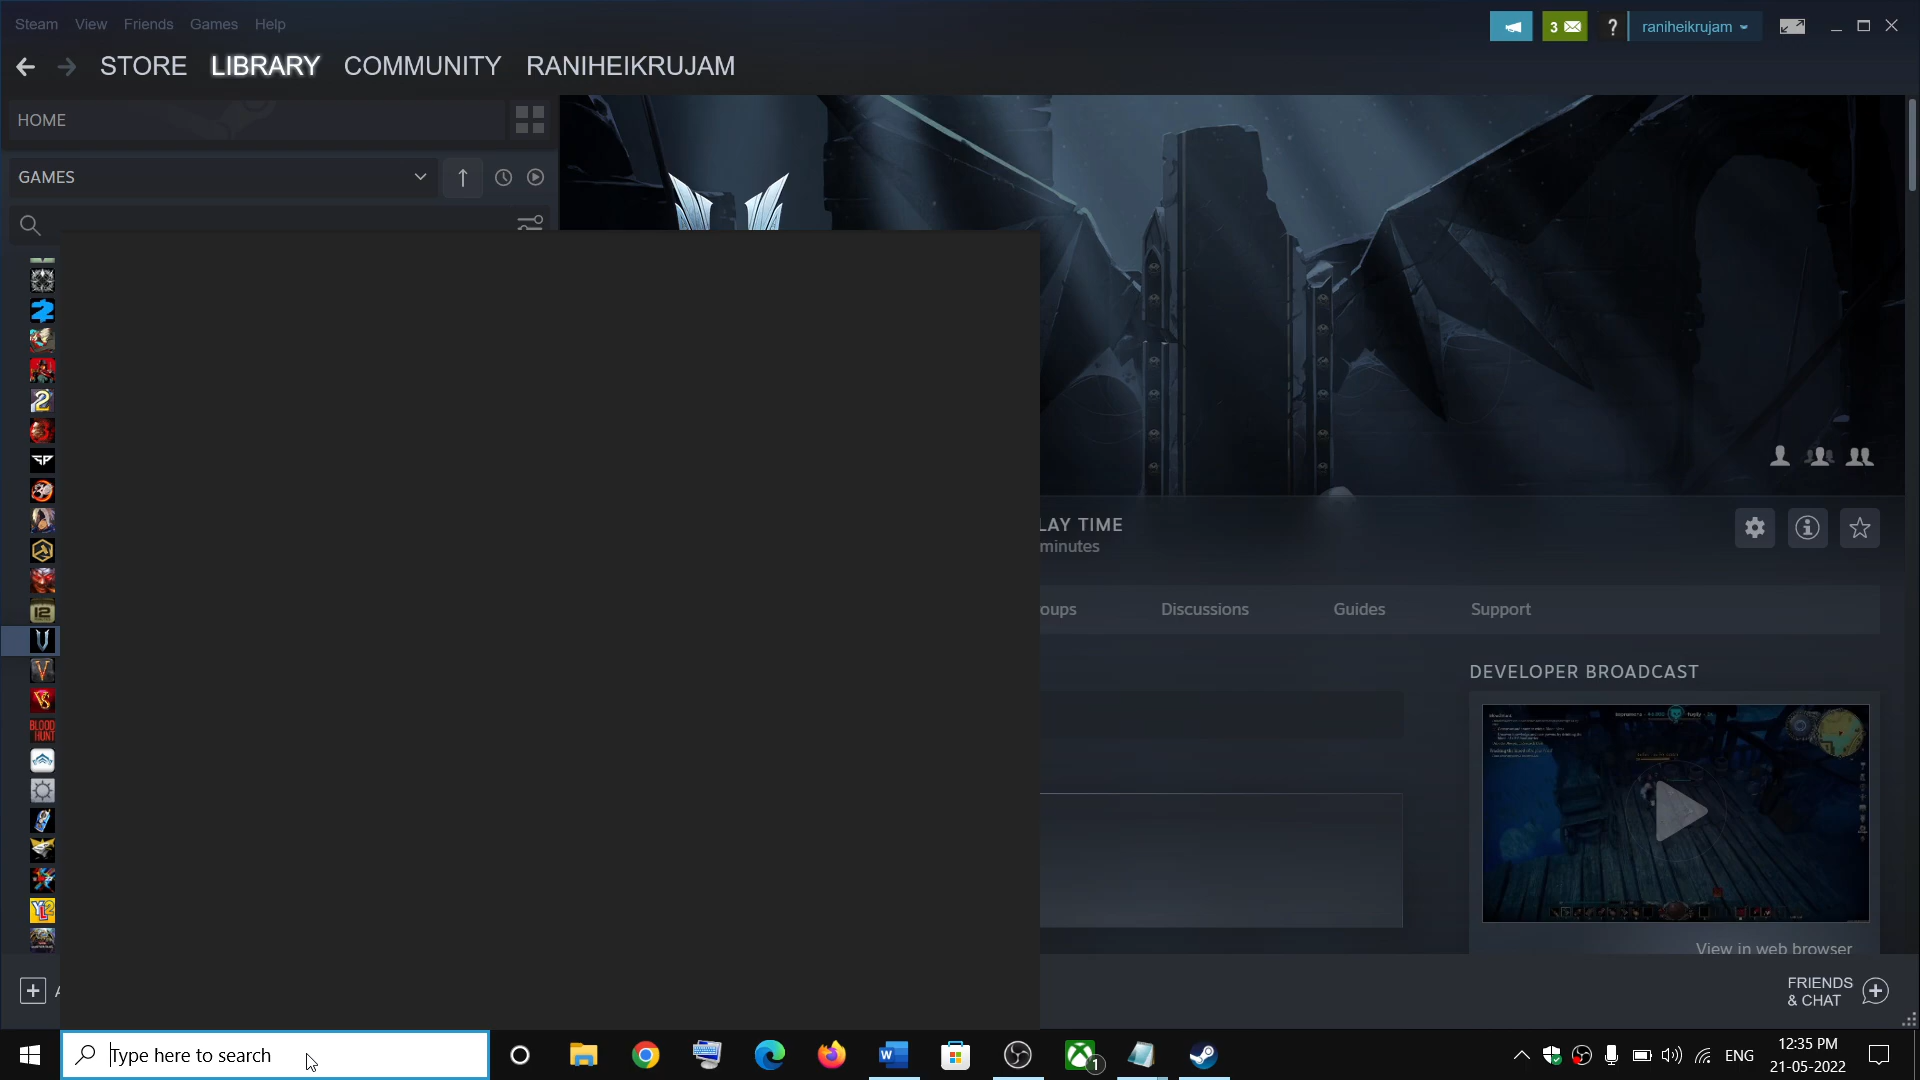 Steam View Friends Games Help
3
?
raniheikrujam
STORE LIBRARY COMMUNITY RANIHEIKRUJAM
HOME
GAMES
LAY TIME
minutes
oups Discussions Guides Support
DEVELOPER BROADCAST
View in web browser
FRIENDS
& CHAT
Type here to search
1
ENG
12:35 PM
21-05-2022